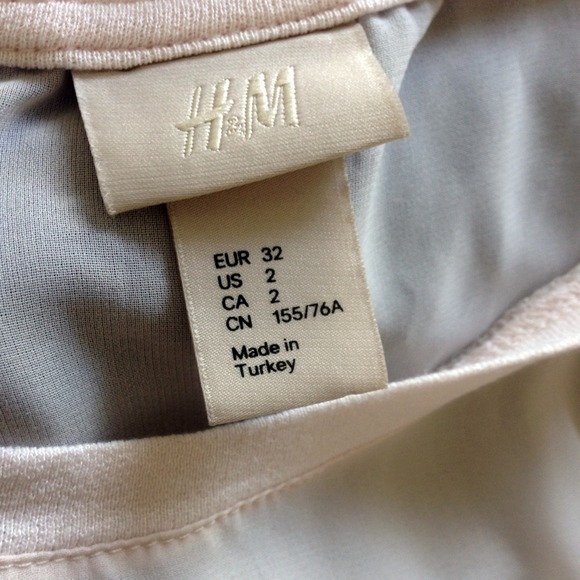 H&M
EUR 32
US 2
CA 2
CN 155/76A
Made in
Turkey